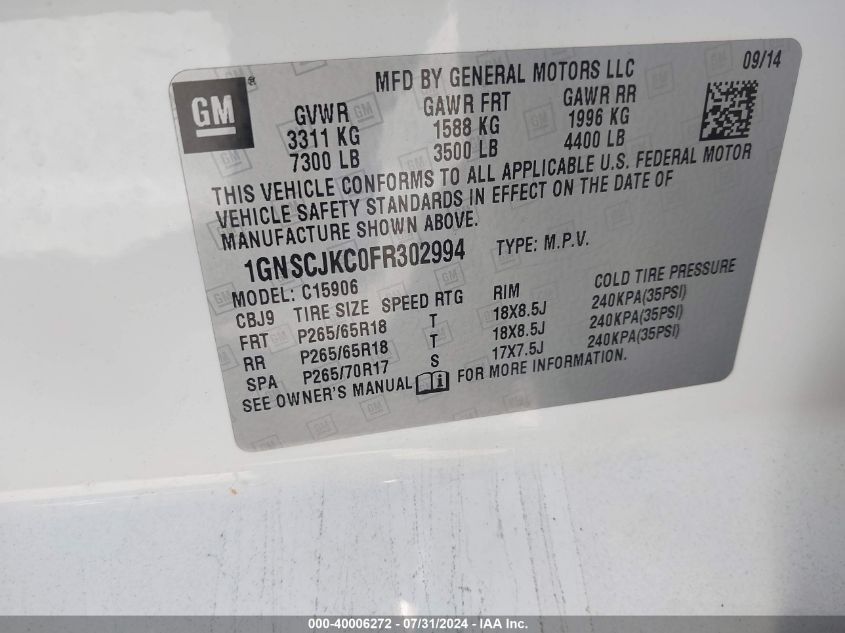 GM ®
MFD BY GENERAL MOTORS LLC 09/14
GVWR GAWR FRT GAWR RR
3311 KG 1588 KG 1996 KG
7300 LB 3500 LB 4400 LB
THIS VEHICLE CONFORMS TO ALL APPLICABLE U.S. FEDERAL MOTOR
VEHICLE SAFETY STANDARDS IN EFFECT ON THE DATE OF
MANUFACTURE SHOWN ABOVE.
1GNSCJKC0FR302994 TYPE: M.P.V.
MODEL: C15906
CBJ9 TIRE SIZE SPEED RTG RIM COLD TIRE PRESSURE
FRT P265/65R18 T 18X8.5J 240KPA(35PSI)
RR P265/65R18 T 18X8.5J 240KPA(35PSI)
SPA P265/70R17 S 17X7.5J 240KPA(35PSI)
SEE OWNER'S MANUAL i FOR MORE INFORMATION.
000-40006272 - 07/31/2024 - IAA Inc.